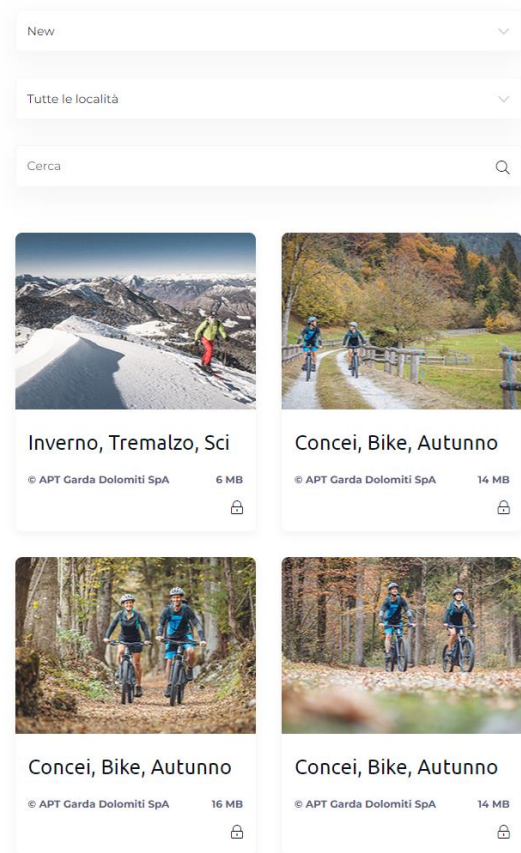 New
Tutte le località
Cerca
Inverno, Tremalzo, Sci
© APT Garda Dolomiti SpA 6 MB
Concei, Bike, Autunno
© APT Garda Dolomiti SpA 14 MB
Concei, Bike, Autunno
© APT Garda Dolomiti SpA 16 MB
Concei, Bike, Autunno
© APT Garda Dolomiti SpA 14 MB